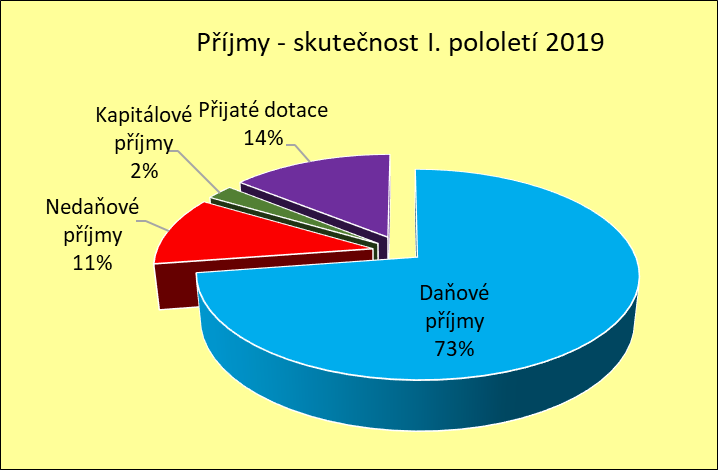 Příjmy - skutečnost I. pololetí 2019
Kapitálové
příjmy
2%
Přijaté dotace
14%
Nedaňové
příjmy
11%
Daňové
příjmy
73%